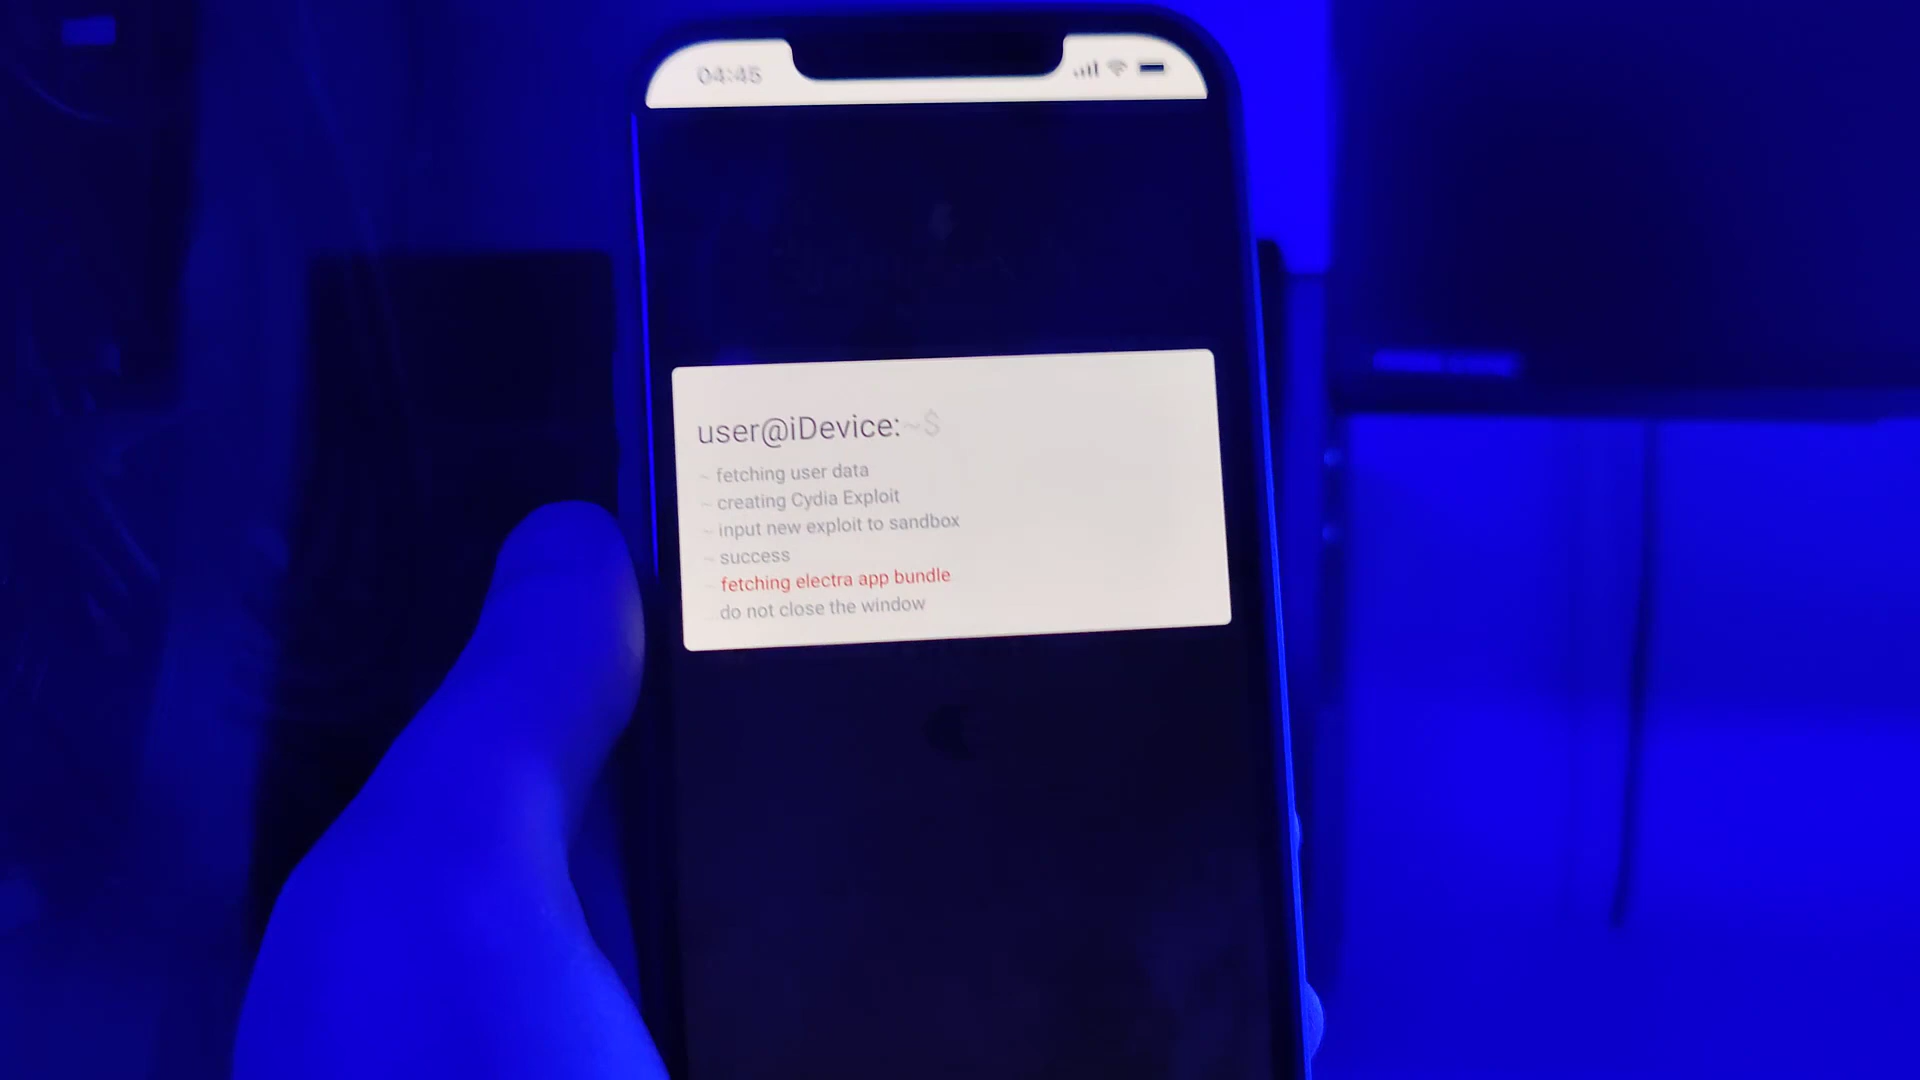 04:45
user@iDevice:~$
~ fetching user data
~ creating Cydia Exploit
~ input new exploit to sandbox
~ success
~ fetching electra app bundle
do not close the window